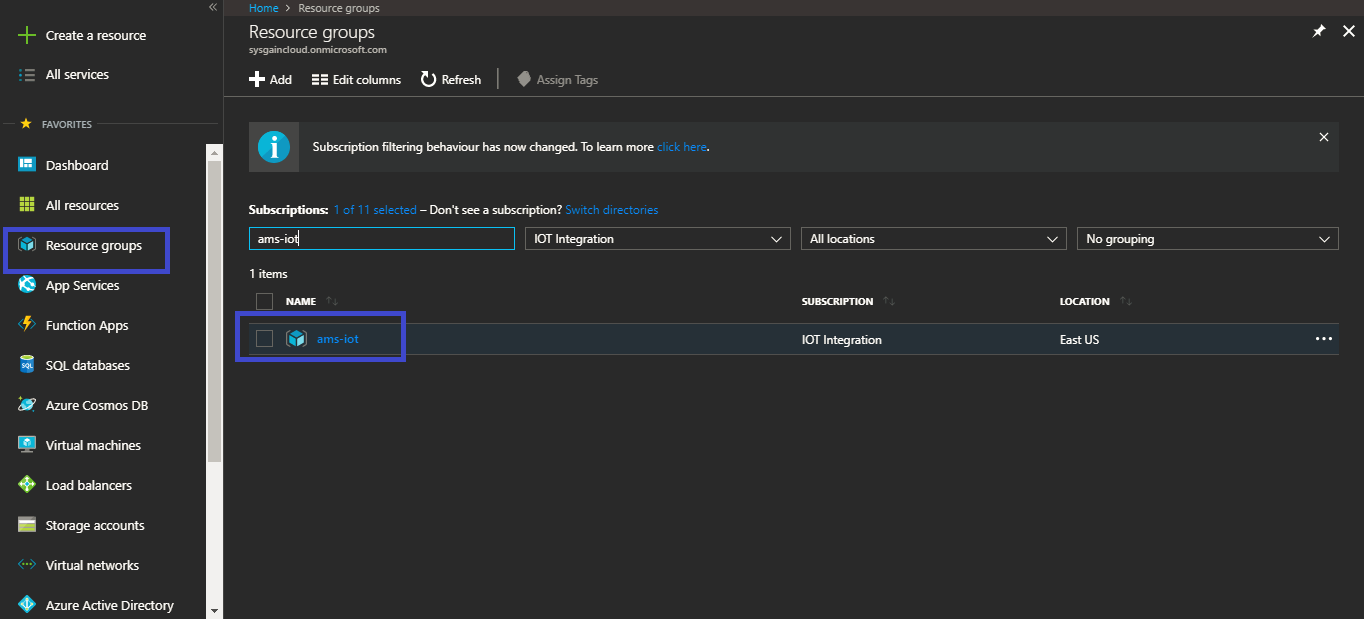 Create a resource
All services
FAVORITES
Dashboard
All resources
Resource groups
App Services
Function Apps
SQL
SQL databases
Azure Cosmos DB
Virtual machines
Load balancers
Storage accounts
Virtual networks
Azure Active Directory
Home > Resource groups
Resource groups
sysgaincloud.onmicrosoft.com
Add Edit columns Refresh Assign Tags
Subscription filtering behaviour has now changed. To learn more click here.
Subscriptions: 1 of 11 selected – Don't see a subscription? Switch directories
ams-iot IOT Integration All locations No grouping
1 items
NAME SUBSCRIPTION LOCATION
ams-iot IOT Integration East US